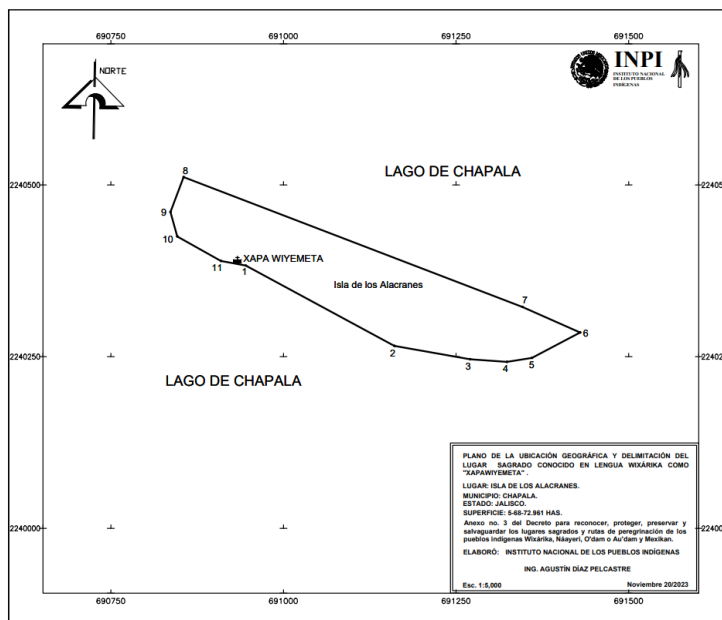 690750 691000 691250 691500
NORTE
INPI
INSTITUTO NACIONAL
DE LOS PUEBLOS
INDÍGENAS
LAGO DE CHAPALA
8
2240500 22405
9
10
XAPA WIYEMETA
11 1
Isla de los Alacranes
7
6
2
3 4 5
2240250 22402
LAGO DE CHAPALA
PLANO DE LA UBICACIÓN GEOGRÁFICA Y DELIMITACIÓN DEL
LUGAR SAGRADO CONOCIDO EN LENGUA WIXÁRIKA COMO
"XAPAWIYEMETA" .
LUGAR: ISLA DE LOS ALACRANES.
MUNICIPIO: CHAPALA.
ESTADO: JALISCO.
SUPERFICIE: 5-68-72.961 HAS.
Anexo no. 3 del Decreto para reconocer, proteger, preservar y
salvaguardar los lugares sagrados y rutas de peregrinación de los
pueblos indígenas Wixárika, Náayeri, O'dam o Au'dam y Mexikan.
ELABORÓ: INSTITUTO NACIONAL DE LOS PUEBLOS INDÍGENAS
ING. AGUSTÍN DÍAZ PELCASTRE
Esc. 1:5,000 Noviembre 20/2023
2240000 22400
690750 691000 691250 691500